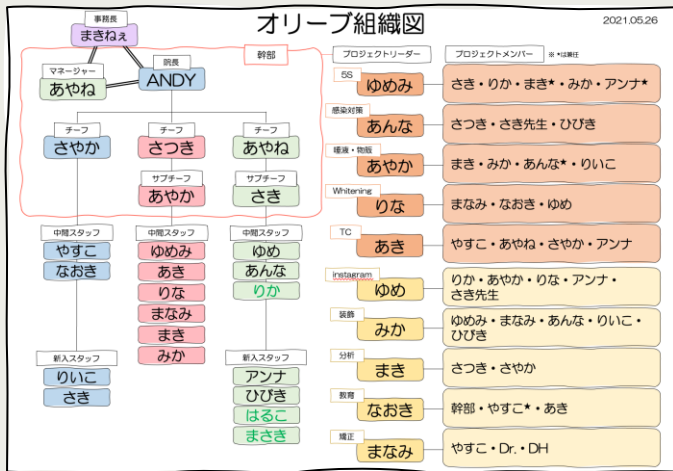 オリーブ組織図
2021.05.26
事務長
まきねぇ
幹部
マネージャー
あやね
院長
ANDY
チーフ
さやか
チーフ
さつき
チーフ
あやね
サブチーフ
あやか
サブチーフ
さき
中間スタッフ
やすこ
なおき
中間スタッフ
ゆめみ
あき
りな
まなみ
まき
みか
中間スタッフ
ゆめ
あんな
りか
新入スタッフ
りいこ
さき
新入スタッフ
アンナ
ひびき
はるこ
まさき
プロジェクトリーダー
プロジェクトメンバー
※ *は兼任
5S
ゆめみ
さき・りか・まき*・みか・アンナ*
感染対策
あんな
さつき・さき先生・ひびき
唾液・物販
あやか
まき・みか・あんな*・りいこ
Whitening
りな
まなみ・なおき・ゆめ
TC
あき
やすこ・あやね・さやか・アンナ
instagram
ゆめ
りか・あやか・りな・アンナ・
さき先生
装飾
みか
ゆめみ・まなみ・あんな・りいこ・
ひびき
分析
まき
さつき・さやか
教育
なおき
幹部・やすこ*・あき
矯正
まなみ
やすこ・Dr.・DH